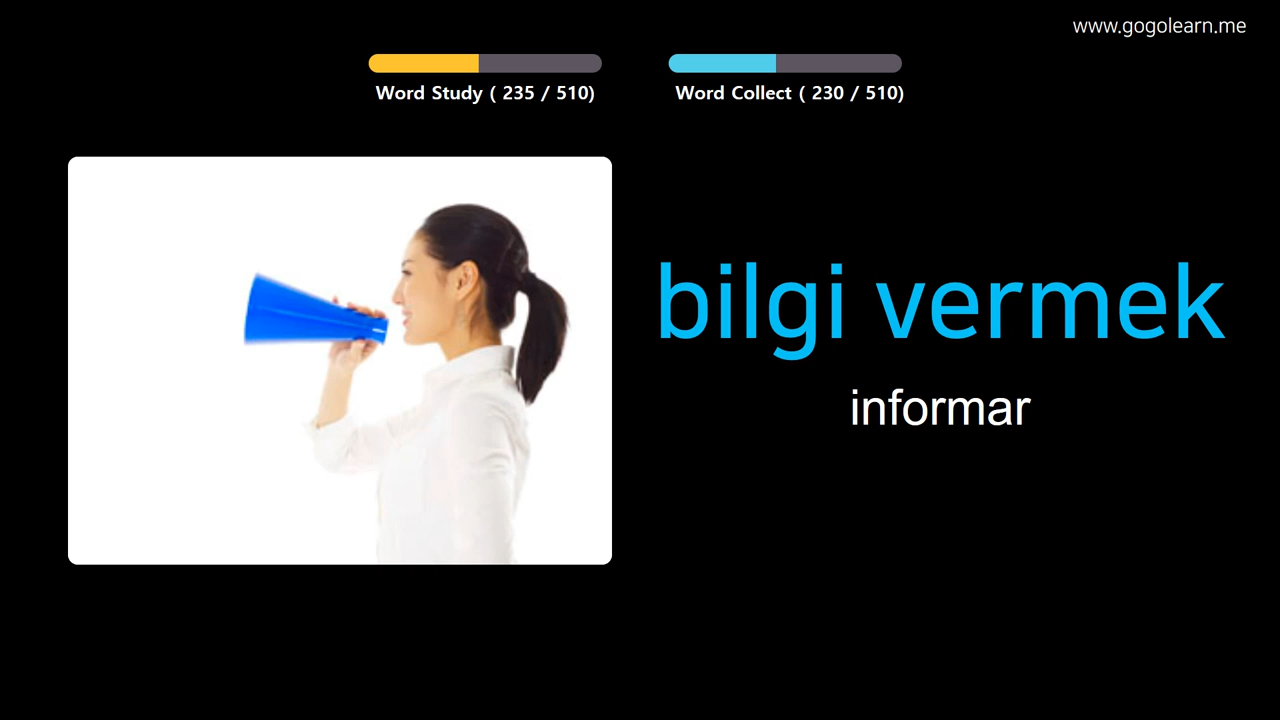 www.gogolearn.me
Word Study ( 235 / 510)
Word Collect ( 230 / 510)
bilgi vermek
informar